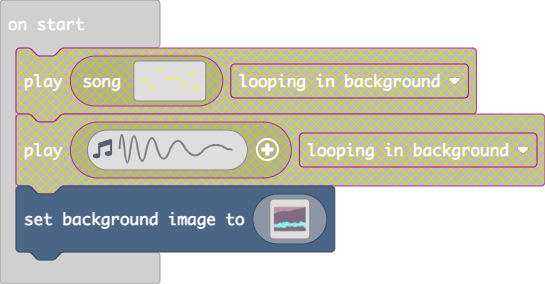 on start
play song looping in background
play looping in background
set background image to